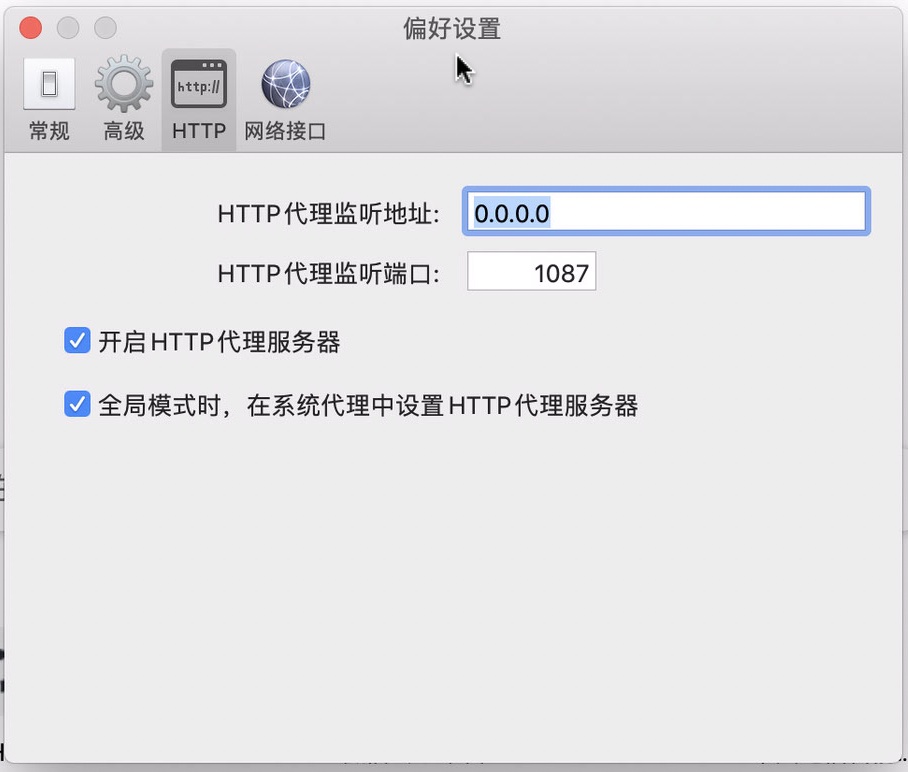 偏好设置
http://
常规 高级 HTTP 网络接口
HTTP代理监听地址: 0.0.0.0
HTTP代理监听端口: 1087
开启HTTP代理服务器
全局模式时，在系统代理中设置HTTP代理服务器